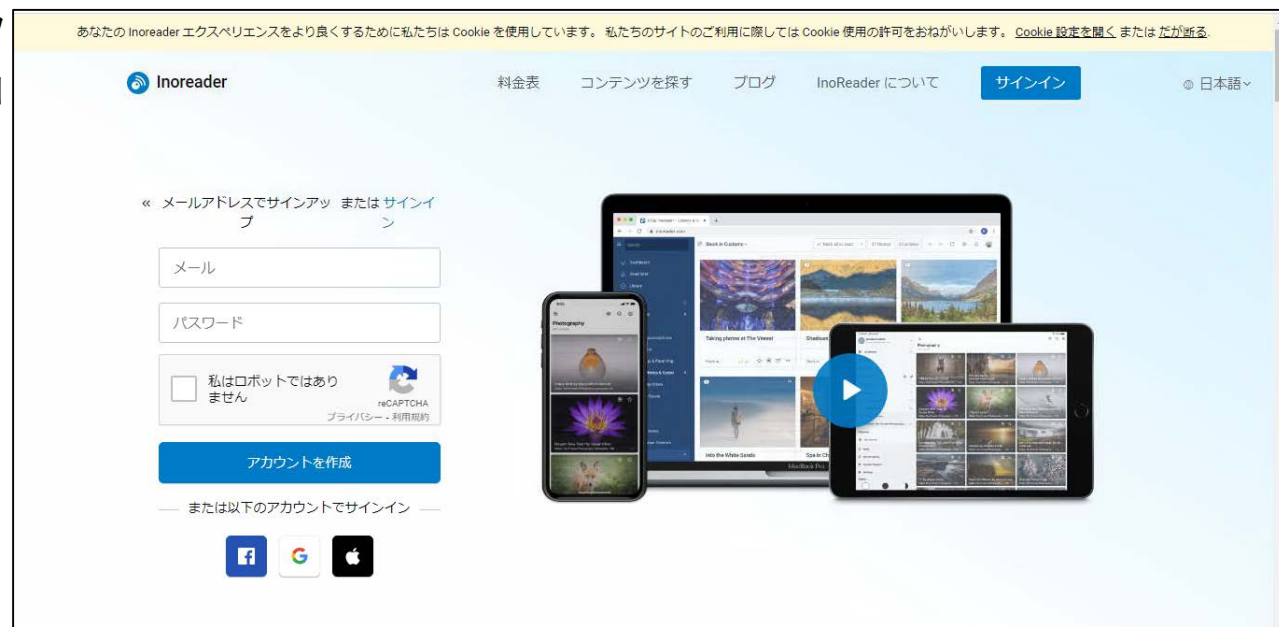 あなたの Inoreader エクスペリエンスをより良くするために私たちは Cookie を使用しています。 私たちのサイトのご利用に際しては Cookie 使用の許可をおねがいします。 Cookie 設定を開く または だが断る.
Inoreader 料金表 コンテンツを探す ブログ InoReader について サインイン 日本語
« メールアドレスでサインアッ または サインイ
プ ン
メール
パスワード
私はロボットではあり
ません
reCAPTCHA
プライバシー - 利用規約
アカウントを作成
または以下のアカウントでサインイン
Photography
Taking photos at The Vessel
Into the White Sands
MacBook Pro